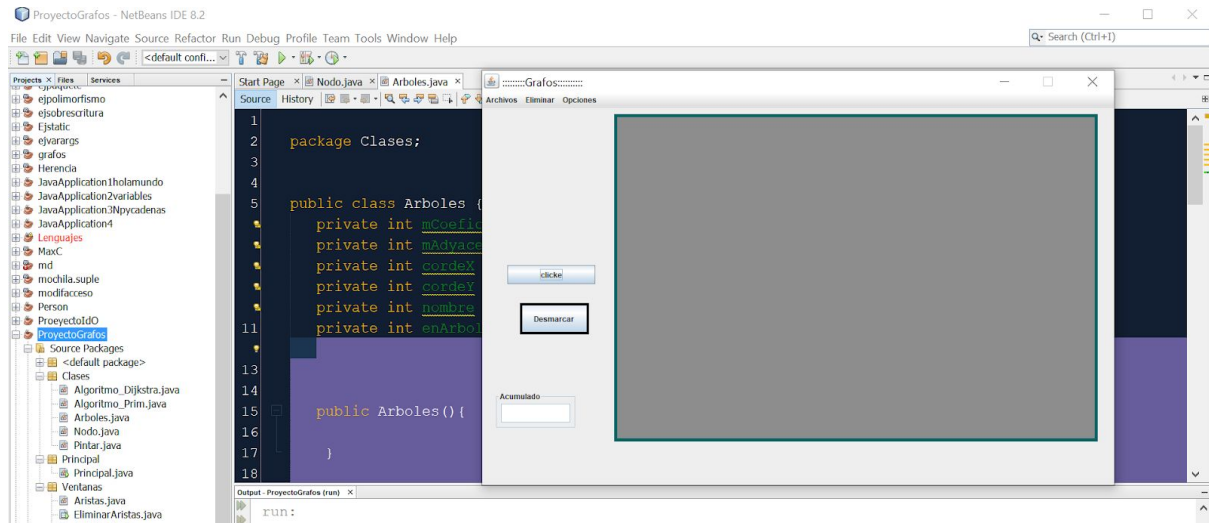 ProyectoGrafos - NetBeans IDE 8.2
File Edit View Navigate Source Refactor Run Debug Profile Team Tools Window Help
Search (Ctrl+I)
<default confi...
Projects × Files Services
ejpolimorfismo
ejsobrescritura
Ejstatic
ejvarargs
grafos
Herencia
JavaApplication1holamundo
JavaApplication2variables
JavaApplication3Npycadenas
JavaApplication4
Lenguajes
MaxC
md
mochila.suple
modifacceso
Person
ProeyectoIdO
ProyectoGrafos
Source Packages
<default package>
Clases
Algoritmo_Dijkstra.java
Algoritmo_Prim.java
Arboles.java
Nodo.java
Pintar.java
Principal
Principal.java
Ventanas
Aristas.java
EliminarAristas.java
Start Page × Nodo.java × Arboles.java ×
Source History
1
2 package Clases;
3
4
5 public class Arboles {
private int mCoefic
private int mAdyace
private int cordeX
private int cordeY
private int nombre
11 private int enArbol
13
14
15 public Arboles(){
16
17 }
18
Output - ProyectoGrafos (run) ×
run:
:::::::::Grafos::::::::::
Archivos Eliminar Opciones
clicke
Desmarcar
Acumulado